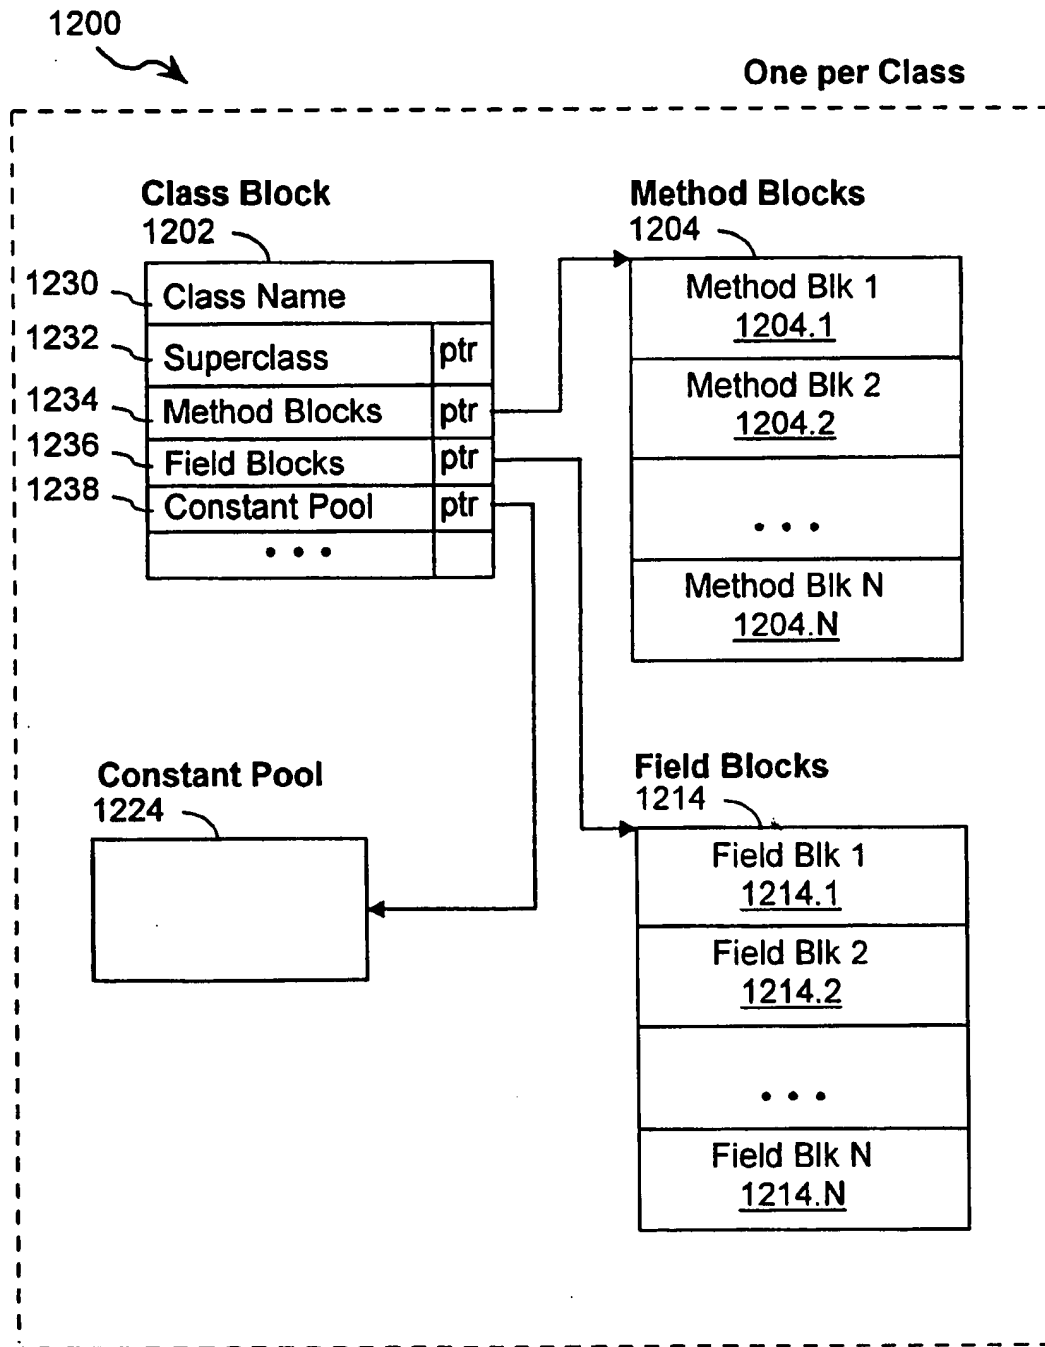 1200
One per Class
Class Block
1202
1230
Class Name
1232
Superclass ptr
1234
Method Blocks ptr
1236
Field Blocks ptr
1238
Constant Pool ptr
• • •
Method Blocks
1204
Method Blk 1
1204.1
Method Blk 2
1204.2
• • •
Method Blk N
1204.N
Constant Pool
1224
Field Blocks
1214
Field Blk 1
1214.1
Field Blk 2
1214.2
• • •
Field Blk N
1214.N